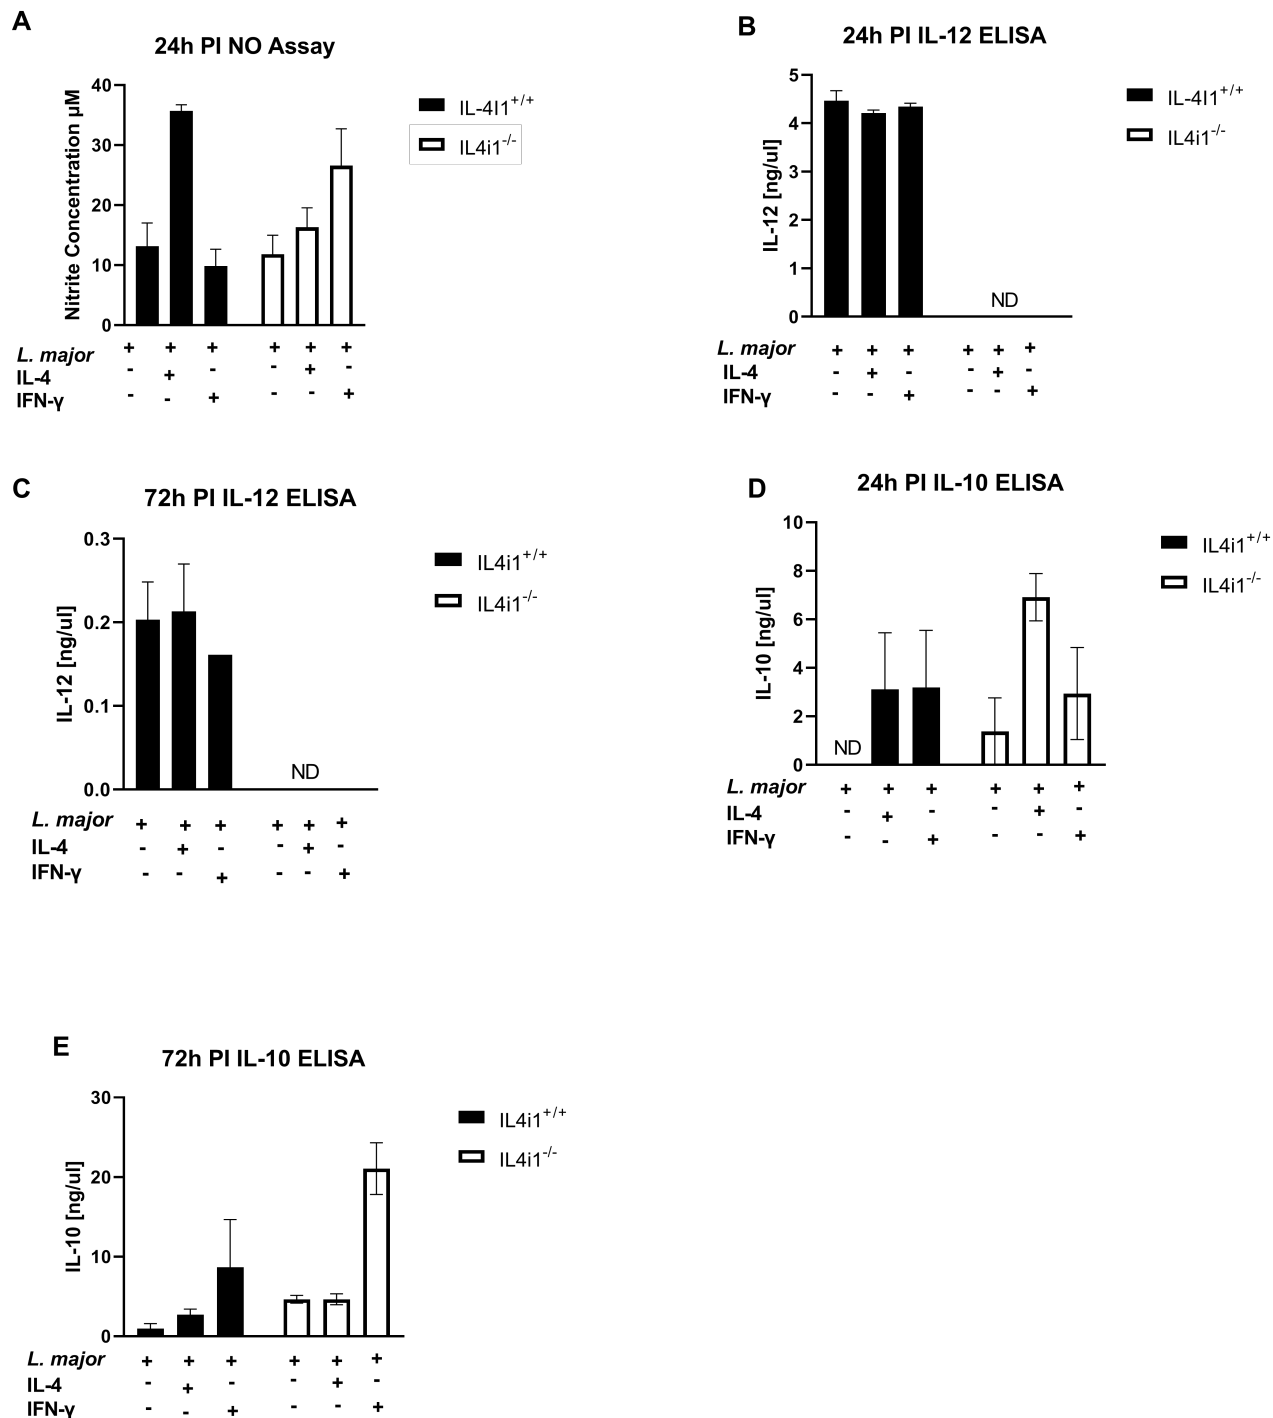 A
24h PI NO Assay
Nitrite Concentration µM
40
30
20
10
0
IL-4I1+/+
IL4i1-/-
L. major + + + + + +
IL-4 - + - - + -
IFN-γ - - + - - +
B
24h PI IL-12 ELISA
IL-12 [ng/ul]
5
4
3
2
1
0
ND
IL-4I1+/+
IL4i1-/-
L. major + + + + + +
IL-4 - + - - + -
IFN-γ - - + - - +
C
72h PI IL-12 ELISA
IL-12 [ng/ul]
0.3
0.2
0.1
0.0
ND
IL4i1+/+
IL4i1-/-
L. major + + + + + +
IL-4 - + - - + -
IFN-γ - - + - - +
D
24h PI IL-10 ELISA
IL-10 [ng/ul]
10
8
6
4
2
0
ND
IL4i1+/+
IL4i1-/-
L. major + + + + + +
IL-4 - + - - + -
IFN-γ - - + - - +
E
72h PI IL-10 ELISA
IL-10 [ng/ul]
30
20
10
0
IL4i1+/+
IL4i1-/-
L. major + + + + + +
IL-4 - + - - + -
IFN-γ - - + - - +